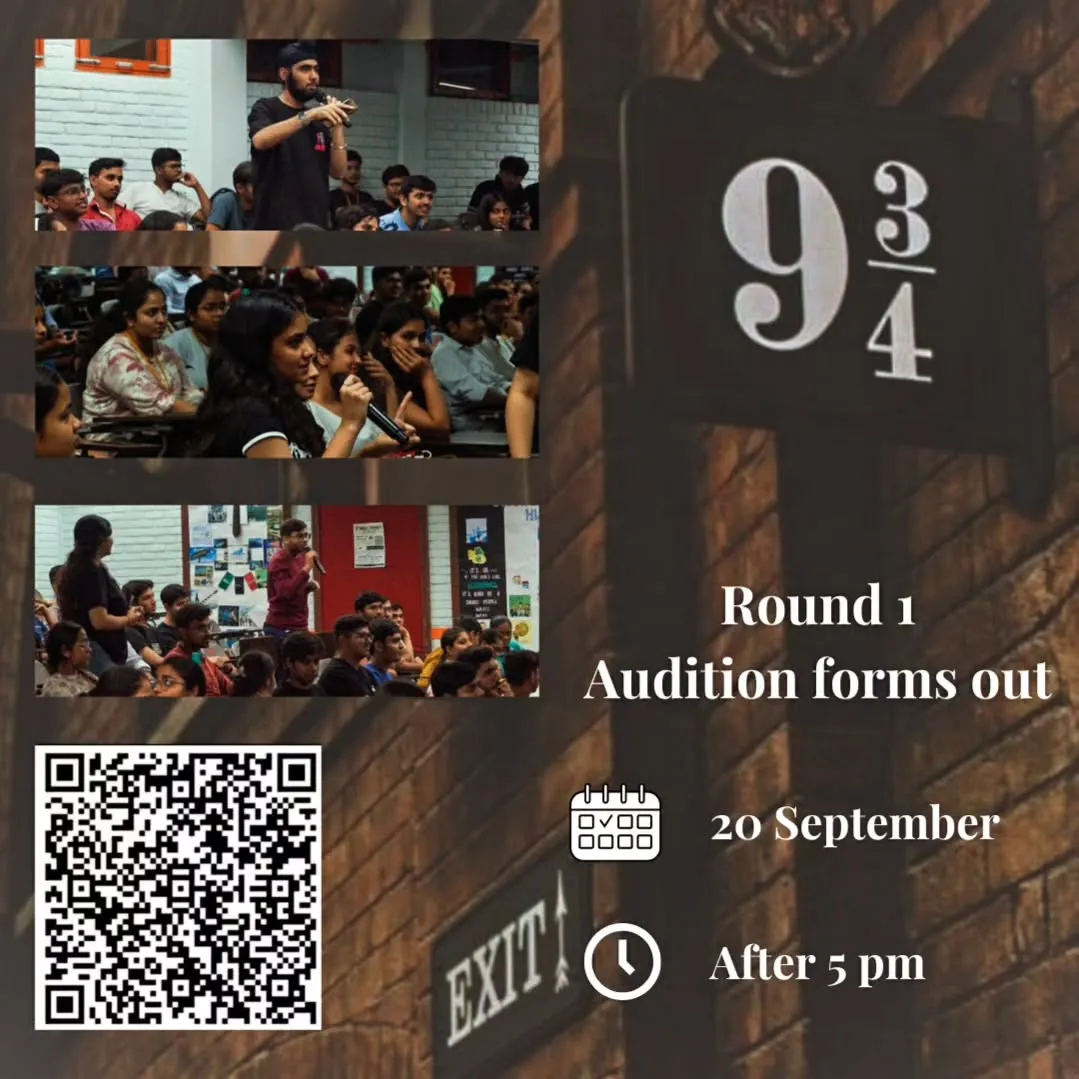 9 3/4
Round 1
Audition forms out
20 September
After 5 pm
EXIT